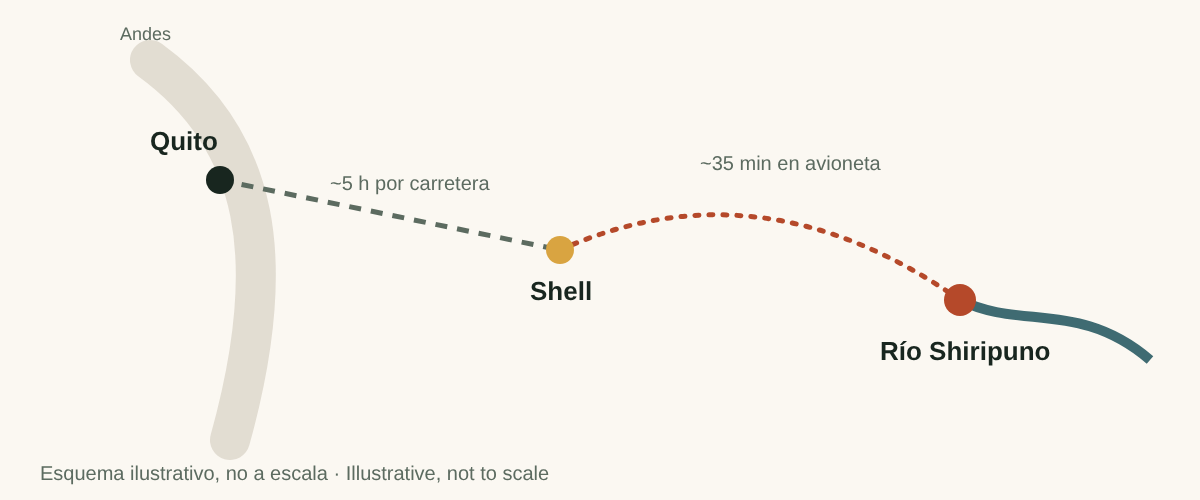 Andes
Quito
~5 h por carretera
~35 min en avioneta
Shell
Río Shiripuno
Esquema ilustrativo, no a escala · Illustrative, not to scale